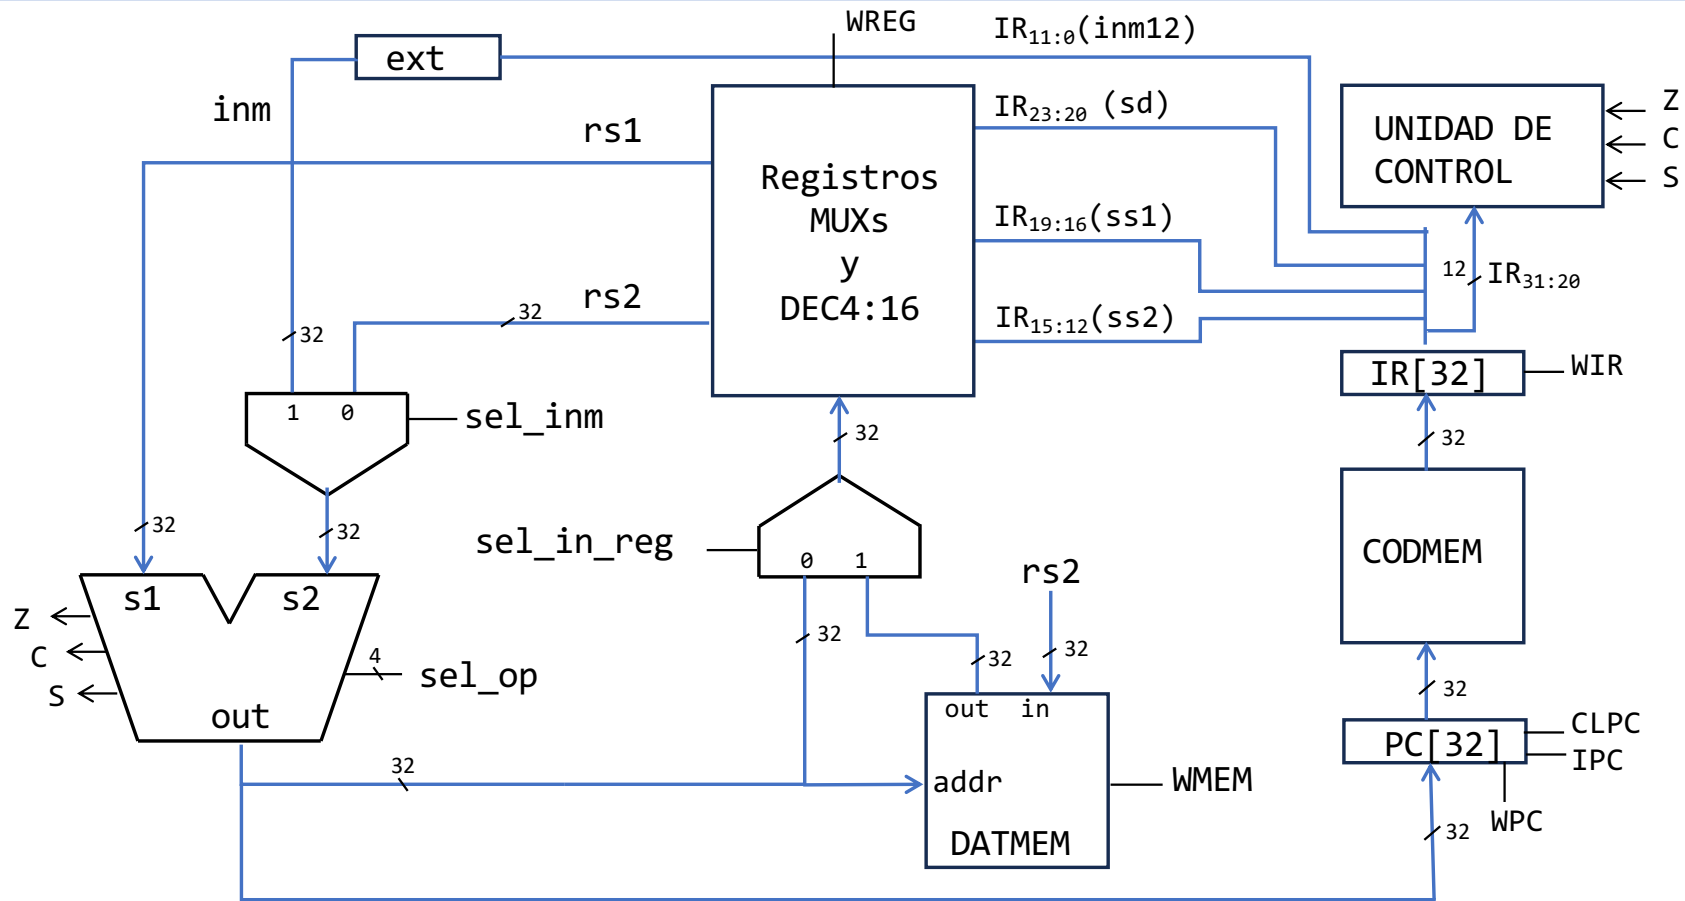 WREG
IR11:0(inm12)
ext
inm
rs1
IR23:20 (sd)
UNIDAD DE
CONTROL
Z
C
S
Registros
MUXs
y
DEC4:16
IR19:16(ss1)
12
IR31:20
rs2
32
IR15:12(ss2)
32
IR[32]
WIR
1 0
sel_inm
32
32
32
32
sel_in_reg
0 1
CODMEM
rs2
s1 s2
Z
C
S
4
sel_op
out
32
32
32
32
out in
CLPC
PC[32]
IPC
32
addr
WMEM
WPC
32
DATMEM